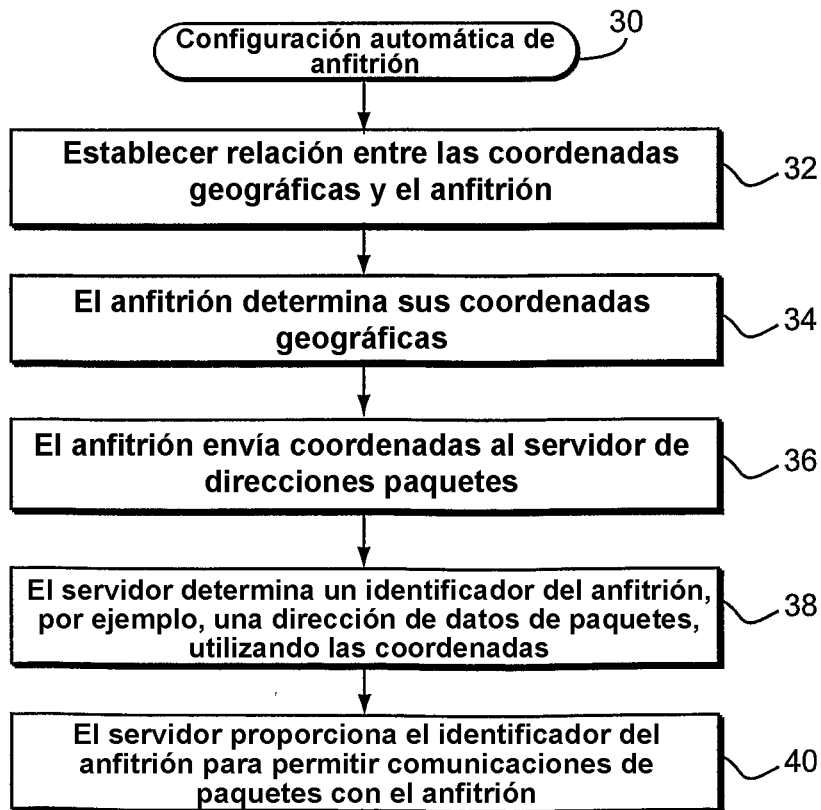 Configuración automática de
anfitrión
30
Establecer relación entre las coordenadas
geográficas y el anfitrión
32
El anfitrión determina sus coordenadas
geográficas
34
El anfitrión envía coordenadas al servidor de
direcciones paquetes
36
El servidor determina un identificador del anfitrión,
por ejemplo, una dirección de datos de paquetes,
utilizando las coordenadas
38
El servidor proporciona el identificador del
anfitrión para permitir comunicaciones de
paquetes con el anfitrión
40